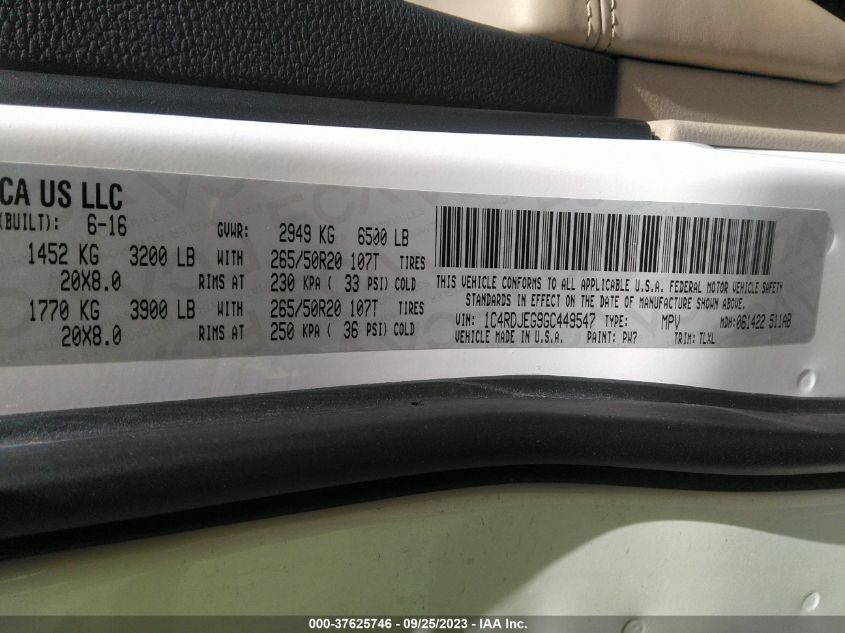 CA US LLC
(BUILT): 6-16 GVWR: 2949 KG 6500 LB
1452 KG 3200 LB WITH 265/50R20 107T TIRES
20X8.0 RIMS AT 230 KPA ( 33 PSI) COLD
1770 KG 3900 LB WITH 265/50R20 107T TIRES
20X8.0 RIMS AT 250 KPA ( 36 PSI) COLD
THIS VEHICLE CONFORMS TO ALL APPLICABLE U.S.A. FEDERAL MOTOR VEHICLE SAFETY
STANDARDS IN EFFECT ON THE DATE OF MANUFACTURE SHOWN ABOVE.
VIN: 1C4RDJEG9GC449547 TYPE: MPV MDH: 061422 511AB
VEHICLE MADE IN U.S.A. PAINT: PW7 TRIM: TLXL
000-37625746 - 09/25/2023 - IAA Inc.